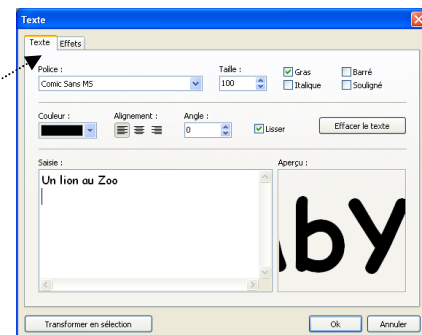 Texte
Texte Effets
Police : Taille : Gras Barré
Comic Sans MS 100 Italique Souligné
Couleur : Alignement : Angle :
0 Lisser Effacer le texte
Saisie : Aperçu :
Un lion au Zoo
bY
Transformer en sélection Ok Annuler